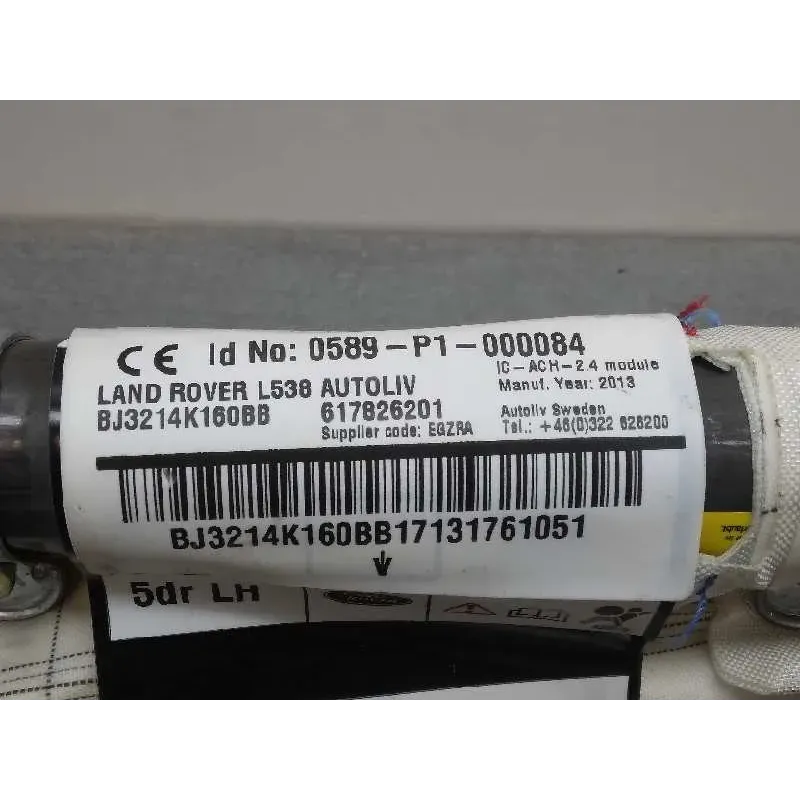 CE Id No: 0589-P1-000084
IC-ACH-2.4 module
LAND ROVER L538 AUTOLIV Manuf. Year: 2013
BJ3214K160BB 617826201 Autoliv Sweden
Supplier code: EGZRA Tel.: +46(0)322 626200
BJ3214K160BB17131761051
5dr LH